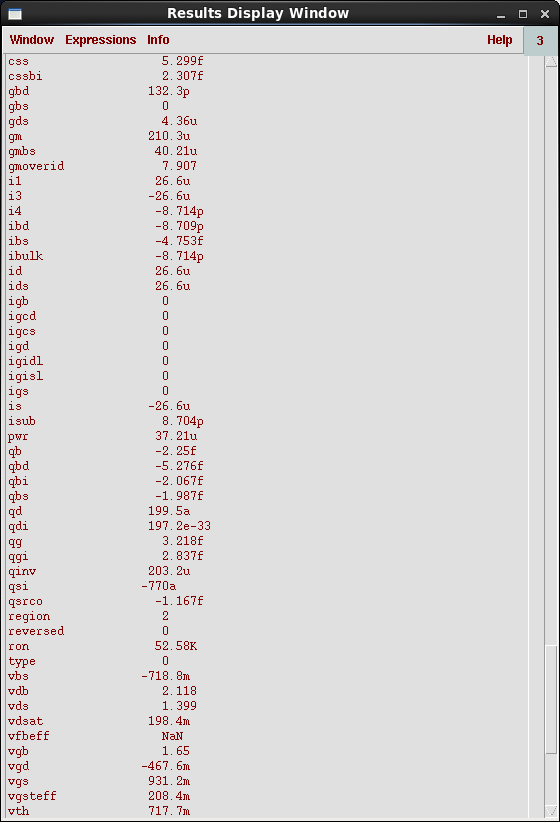 Results Display Window
Window Expressions Info Help 3
css 5.299f
cssbi 2.307f
gbd 132.3p
gbs 0
gds 4.36u
gm 210.3u
gmbs 40.21u
gmoverid 7.907
i1 26.6u
i3 -26.6u
i4 -8.714p
ibd -8.709p
ibs -4.753f
ibulk -8.714p
id 26.6u
ids 26.6u
igb 0
igcd 0
igcs 0
igd 0
igidl 0
igisl 0
igs 0
is -26.6u
isub 8.704p
pwr 37.21u
qb -2.25f
qbd -5.276f
qbi -2.067f
qbs -1.987f
qd 199.5a
qdi 197.2e-33
qg 3.218f
qgi 2.837f
qinv 203.2u
qsi -770a
qsrco -1.167f
region 2
reversed 0
ron 52.58K
type 0
vbs -718.8m
vdb 2.118
vds 1.399
vdsat 198.4m
vfbeff NaN
vgb 1.65
vgd -467.6m
vgs 931.2m
vgsteff 208.4m
vth 717.7m